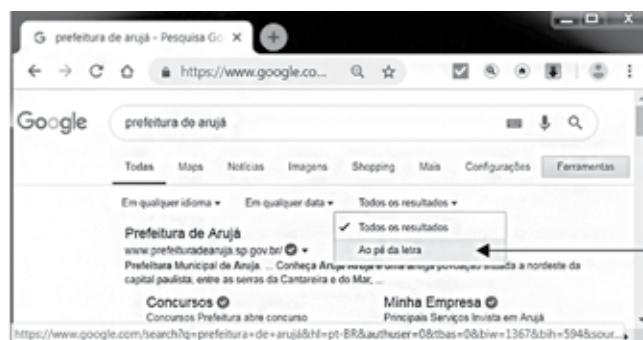 G prefeitura de arujá - Pesquisa Go
https://www.google.co...
Google
prefeitura de arujá
Todas Maps Notícias Imagens Shopping Mais Configurações Ferramentas
Em qualquer idioma Em qualquer data Todos os resultados
Todos os resultados
Ao pé da letra
Prefeitura de Arujá
www.prefeituradearuja.sp.gov.br/
Prefeitura Municipal de Arujá. ... Conheça Arujá é uma antiga povoação situada a nordeste da
capital paulista, entre as serras da Cantareira e do Mar, ...
Concursos Minha Empresa
Concursos Prefeitura abre concurso Principais Serviços Invista em Arujá
https://www.google.com/search?q=prefeitura+de+arujá&hl=pt-BR&authuser=0&tbas=0&biw=1367&bih=594&sour...